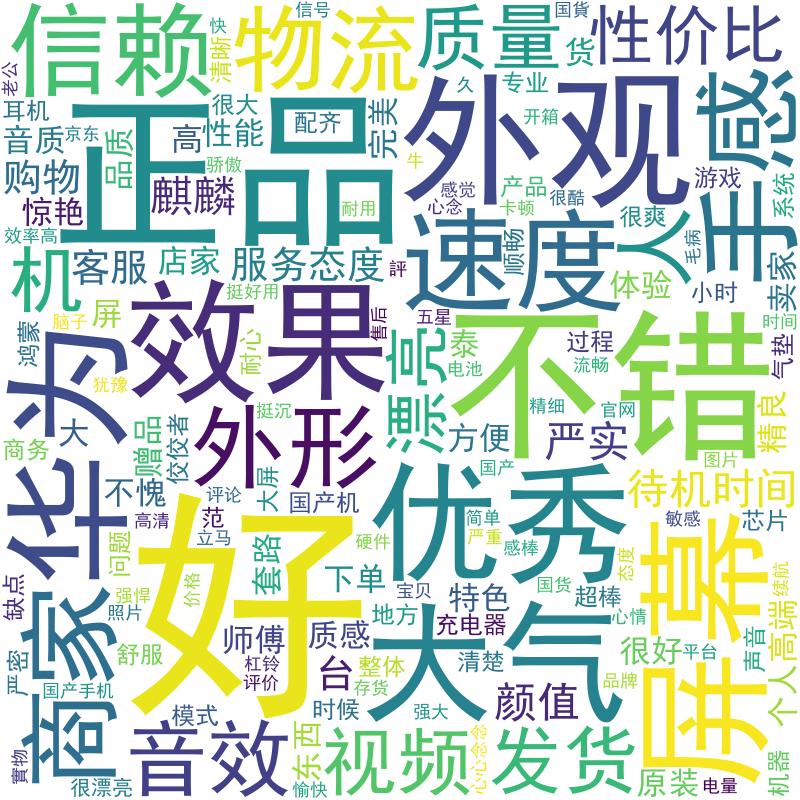 信赖
快
清晰
信号
物流
质量
国貨
货
性价比
老公
耳机
很大
配齐
完美
专业
久
开箱
感
音质
京东
品质
高
性能
正品
外观
手感
购物
骄傲
麒麟
惊艳
耐用
牛
感觉
心念
产品
很酷
卡顿
游戏
系统
效率高
很爽
人
毛病
机
客服
店家
服务态度
評
速度
顺畅
体验
小时
卖家
时画
鸿蒙
脑子
屏
挺好用
售后
五星
效果
耐心
犹豫
漂亮
泰
电池
不错
过程
流畅
气垫
华为
挺沉
外形
精细
官网
精良
商务
大
赠品
佼佼者
方便
严实
图片
不愧
评论
大屏
国产机
国产
待机时间
高清
范
立马
优秀
简单
严重
敏感
芯片
缺点
问题
好
套路
硬件
感棒
态度
屏幕
续航
强悍
价格
下单
宝贝
特色
国货
超棒
商家
照片
地方
充电器
心情
高端
严密
舒服
师傅
质感
大气
很好
平台
声音
个人
国产手机
杠铃
评价
台
整体
存货
清楚
品牌
模式
时候
强大
颜值
實物
音效
东西
视频
心心念念
发货
很漂亮
愉快
原装
电量
机器